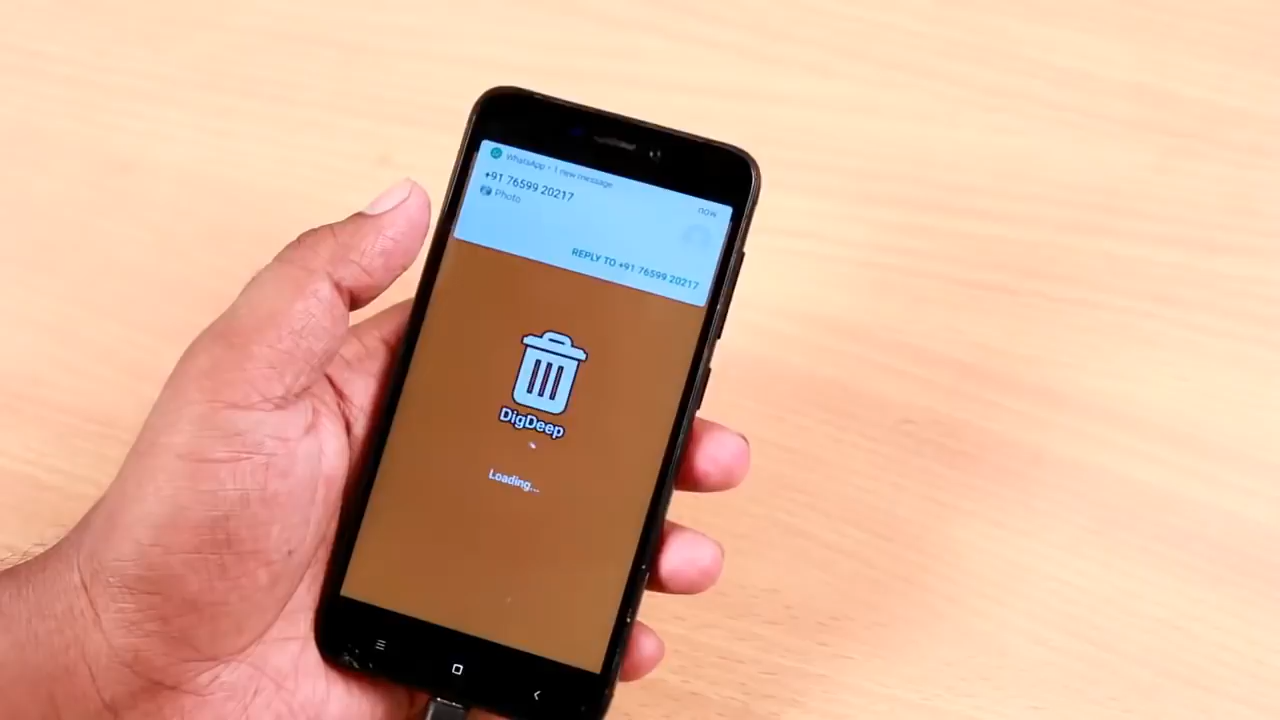 WhatsApp • 1 new message
+91 76599 20217
now
Photo
REPLY TO +91 76599 20217
DigDeep
Loading...